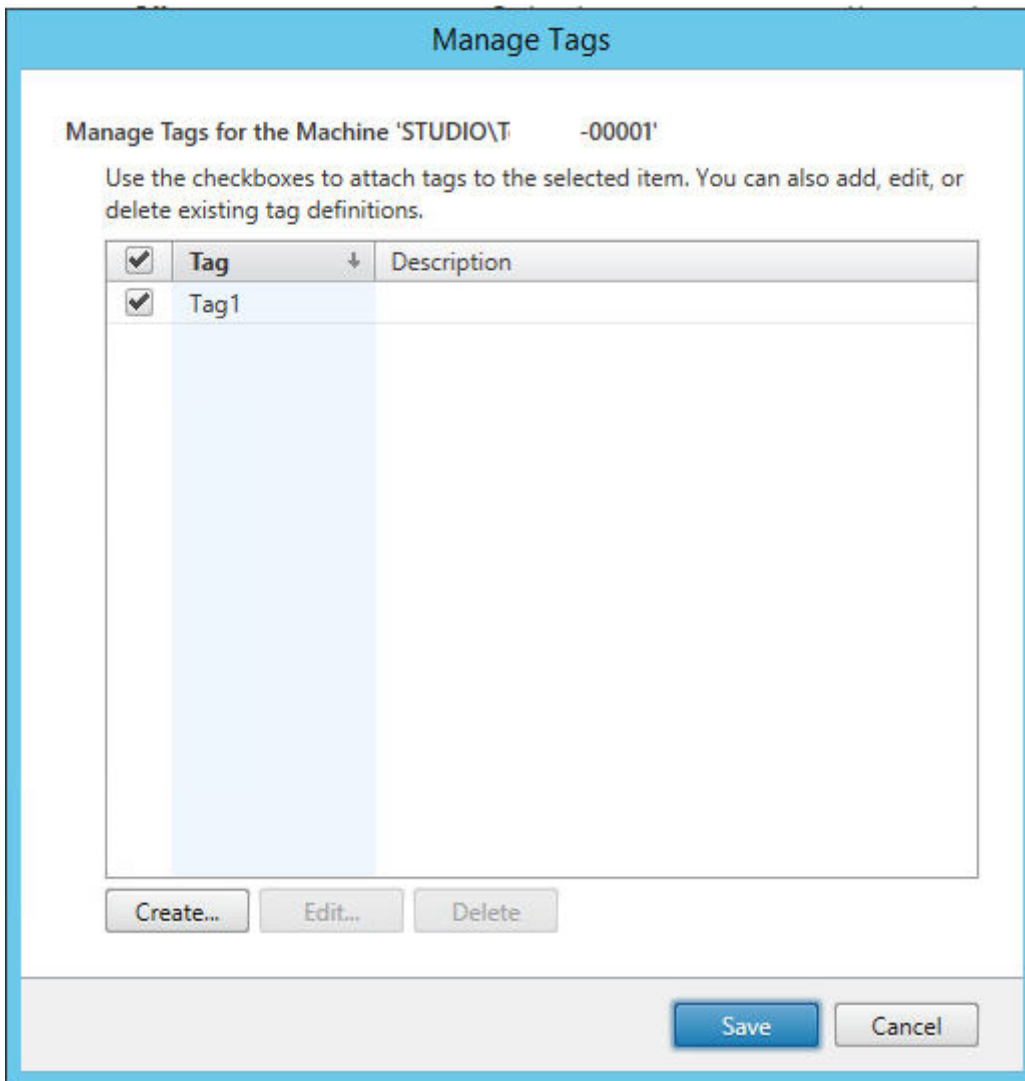 Manage Tags
Manage Tags for the Machine 'STUDIO\T -00001'
Use the checkboxes to attach tags to the selected item. You can also add, edit, or
delete existing tag definitions.
Tag Description
Tag1
Create... Edit... Delete
Save Cancel